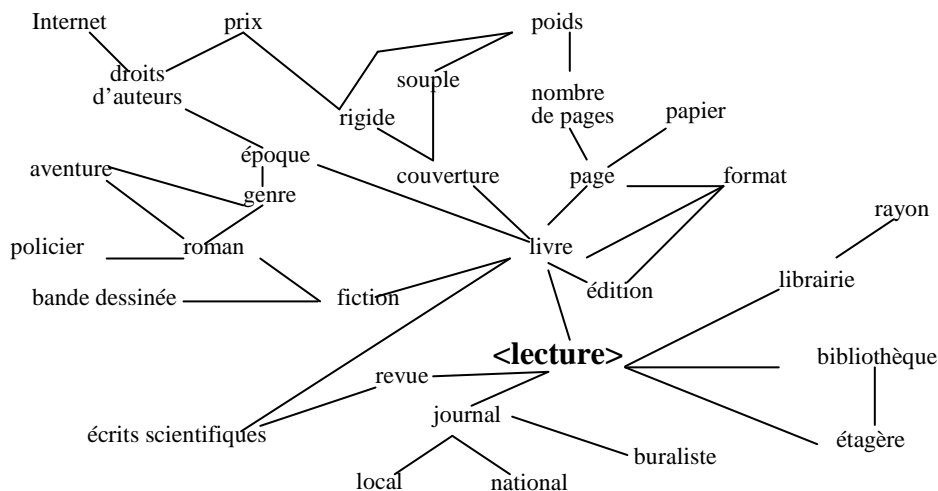 Internet
prix
poids
droits
d’auteurs
souple
rigide
nombre
de pages
papier
aventure
époque
genre
couverture
page
format
rayon
policier
roman
livre
librairie
bande dessinée
fiction
édition
<lecture>
bibliothèque
revue
journal
écrits scientifiques
étagère
buraliste
local
national